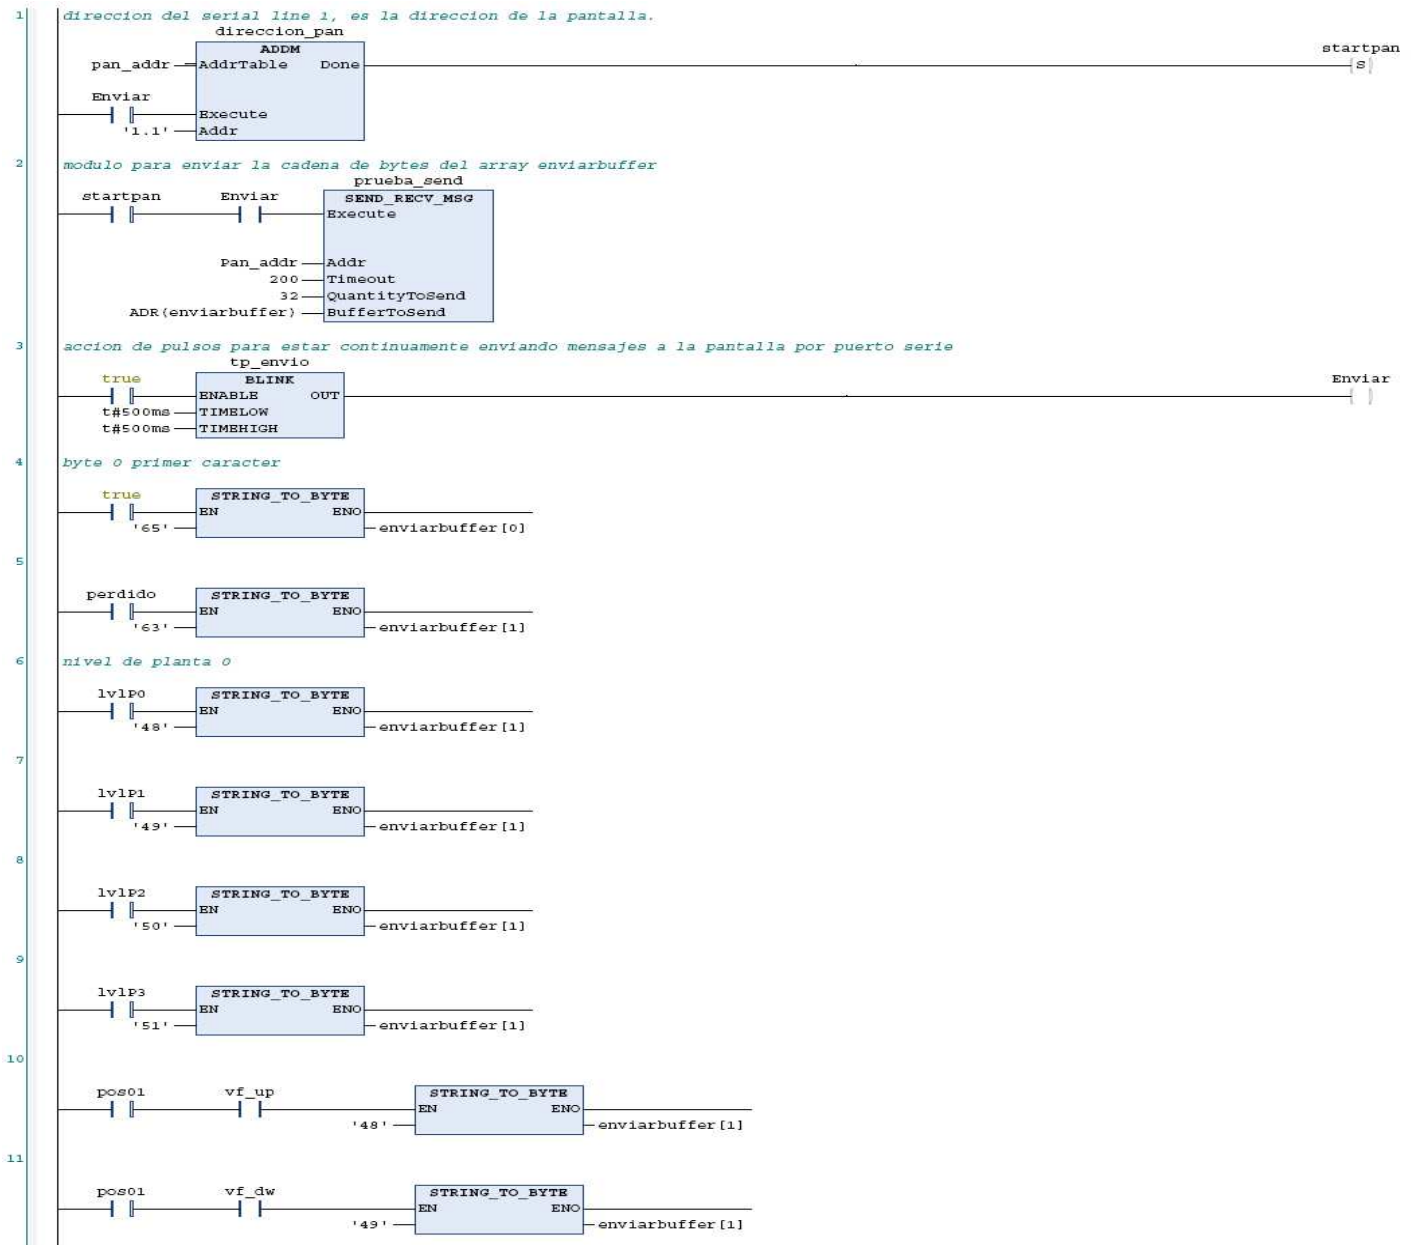 1 direccion del serial line 1, es la direccion de la pantalla.
direccion_pan
ADDM
startpan
pan_addr AddrTable Done S
Enviar
Execute
'1.1' Addr
2 modulo para enviar la cadena de bytes del array enviarbuffer
prueba_send
startpan Enviar SEND_RECV_MSG
Execute
Pan_addr Addr
200 Timeout
32 QuantityToSend
ADR(enviarbuffer) BufferToSend
3 accion de pulsos para estar continuamente enviando mensajes a la pantalla por puerto serie
tp_envio
true BLINK Enviar
ENABLE OUT
t#500ms TIMELOW
t#500ms TIMEHIGH
4 byte 0 primer caracter
true STRING_TO_BYTE
EN ENO
'65' enviarbuffer[0]
5
perdido STRING_TO_BYTE
EN ENO
'63' enviarbuffer[1]
6 nivel de planta 0
lvlP0 STRING_TO_BYTE
EN ENO
'48' enviarbuffer[1]
7
lvlP1 STRING_TO_BYTE
EN ENO
'49' enviarbuffer[1]
8
lvlP2 STRING_TO_BYTE
EN ENO
'50' enviarbuffer[1]
9
lvlP3 STRING_TO_BYTE
EN ENO
'51' enviarbuffer[1]
10
pos01 vf_up STRING_TO_BYTE
EN ENO
'48' enviarbuffer[1]
11
pos01 vf_dw STRING_TO_BYTE
EN ENO
'49' enviarbuffer[1]